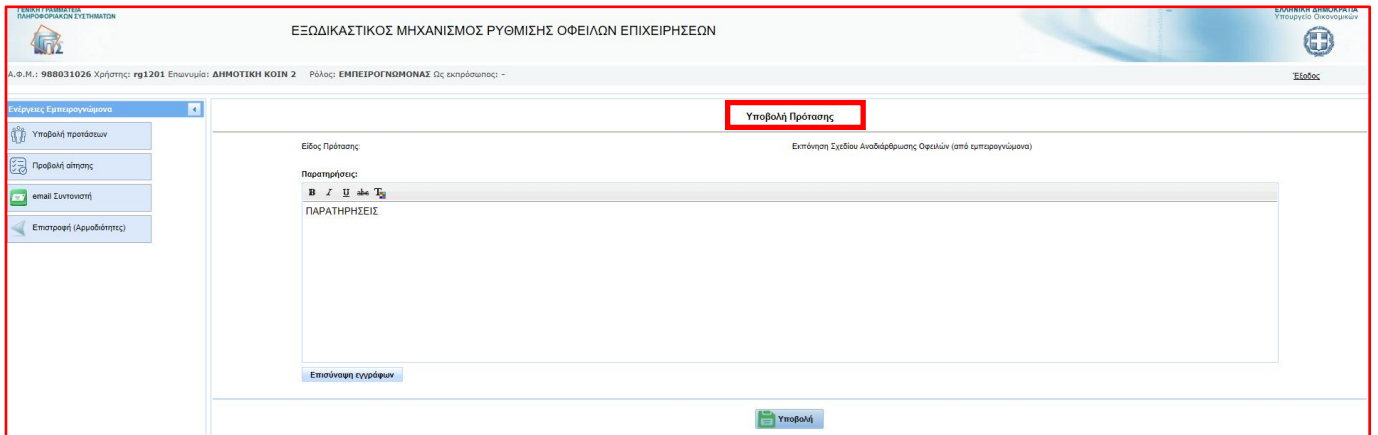 ΓΕΝΙΚΗ ΓΡΑΜΜΑΤΕΙΑ
ΠΛΗΡΟΦΟΡΙΑΚΩΝ ΣΥΣΤΗΜΑΤΩΝ
ΕΛΛΗΝΙΚΗ ΔΗΜΟΚΡΑΤΙΑ
Υπουργείο Οικονομικών
ΕΞΩΔΙΚΑΣΤΙΚΟΣ ΜΗΧΑΝΙΣΜΟΣ ΡΥΘΜΙΣΗΣ ΟΦΕΙΛΩΝ ΕΠΙΧΕΙΡΗΣΕΩΝ
Α.Φ.Μ.: 988031026 Χρήστης: rg1201 Επωνυμία: ΔΗΜΟΤΙΚΗ ΚΟΙΝ 2 Ρόλος: ΕΜΠΕΙΡΟΓΝΩΜΟΝΑΣ Ως εκπρόσωπος: -
Έξοδος
Ενέργειες Εμπειρογνώμονα
Υποβολή προτάσεων
Προβολή αίτησης
email Συντονιστή
Επιστροφή (Αρμοδιότητες)
Υποβολή Πρότασης
Είδος Πρότασης:
Εκπόνηση Σχεδίου Αναδιάρθρωσης Οφειλών (από εμπειρογνώμονα)
Παρατηρήσεις:
B I U abc T
ΠΑΡΑΤΗΡΗΣΕΙΣ
Επισύναψη εγγράφων
Υποβολή